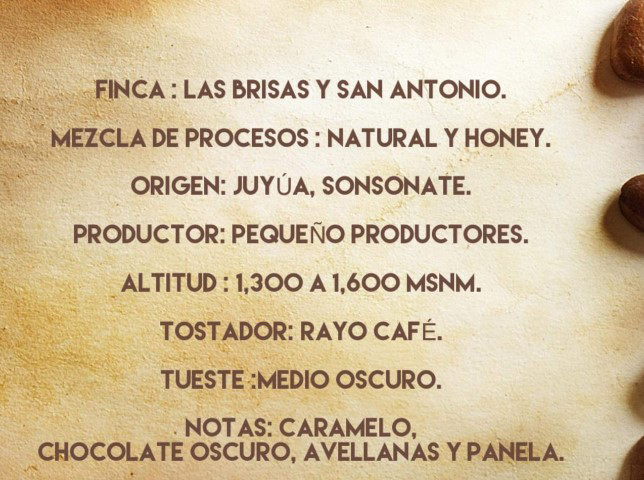 FINCA : LAS BRISAS Y SAN ANTONIO.
MEZCLA DE PROCESOS : NATURAL Y HONEY.
ORIGEN: JUYÚA, SONSONATE.
PRODUCTOR: PEQUEÑO PRODUCTORES.
ALTITUD : 1,300 A 1,600 MSNM.
TOSTADOR: RAYO CAFÉ.
TUESTE :MEDIO OSCURO.
NOTAS: CARAMELO,
CHOCOLATE OSCURO, AVELLANAS Y PANELA.